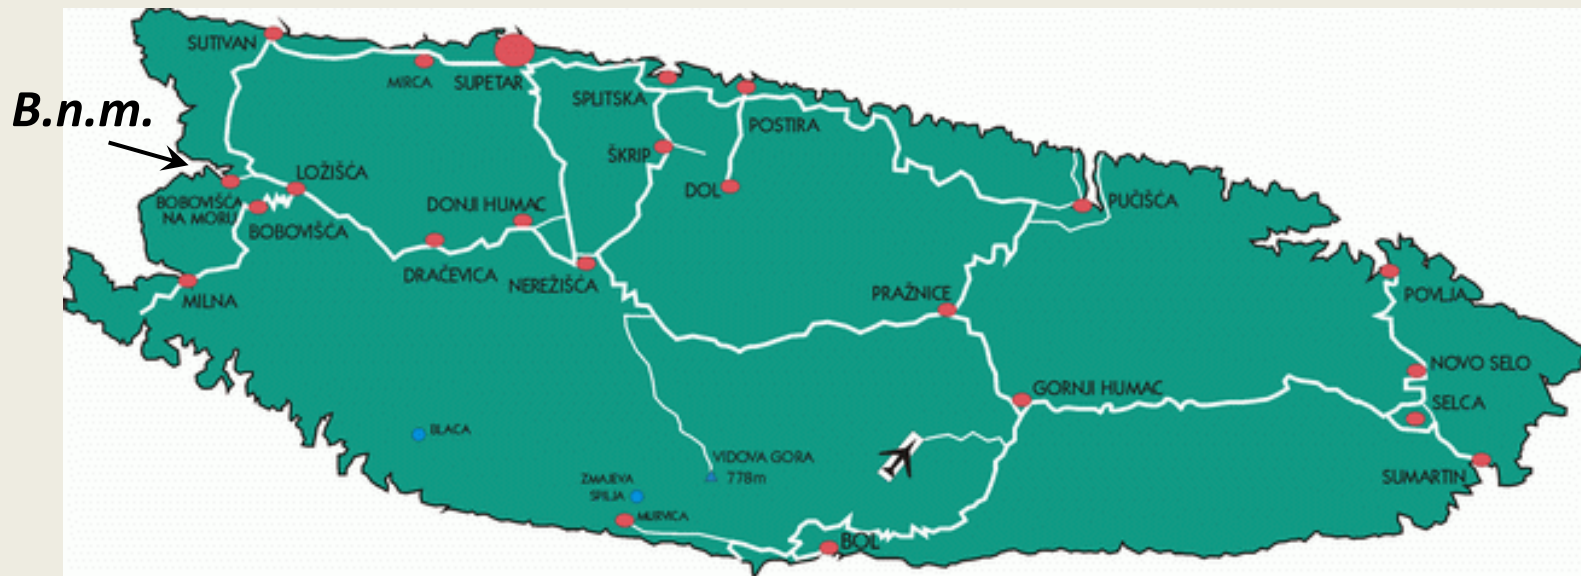 B.n.m.
SUTIVAN
MIRCA
SUPETAR
SPLITSKA
POSTIRA
ŠKRIP
DOL
PUČIŠĆA
LOŽIŠĆA
BOBOVIŠĆA
NA MORU
BOBOVIŠĆA
DONJI HUMAC
DRAČEVICA
NEREŽIŠĆA
MILNA
PRAŽNICE
POVLJA
NOVO SELO
GORNJI HUMAC
SELCA
BLACA
VIDOVA GORA
778m
ZMAJEVA
SPILJA
MURVICA
SUMARTIN
BOL